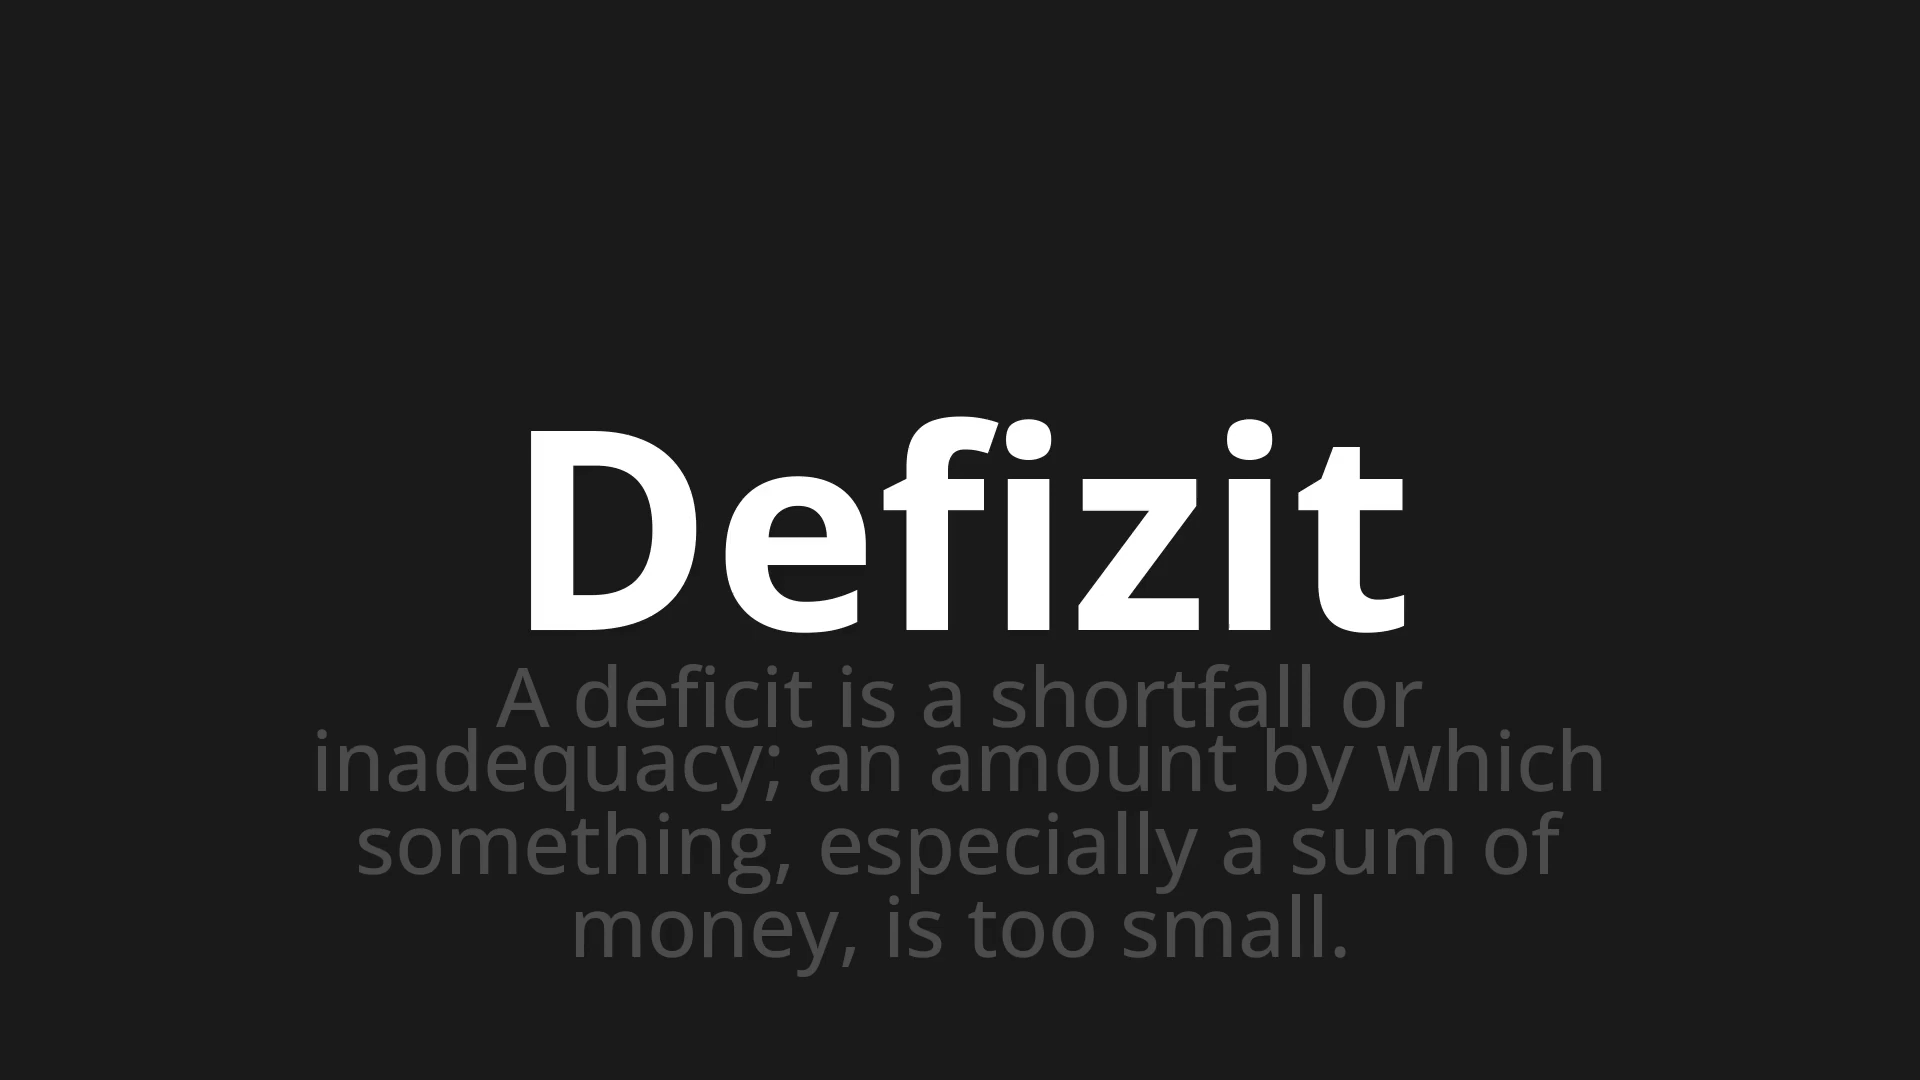 Defizit
A deficit is a shortfall or
inadequacy; an amount by which
something, especially a sum of
money, is too small.